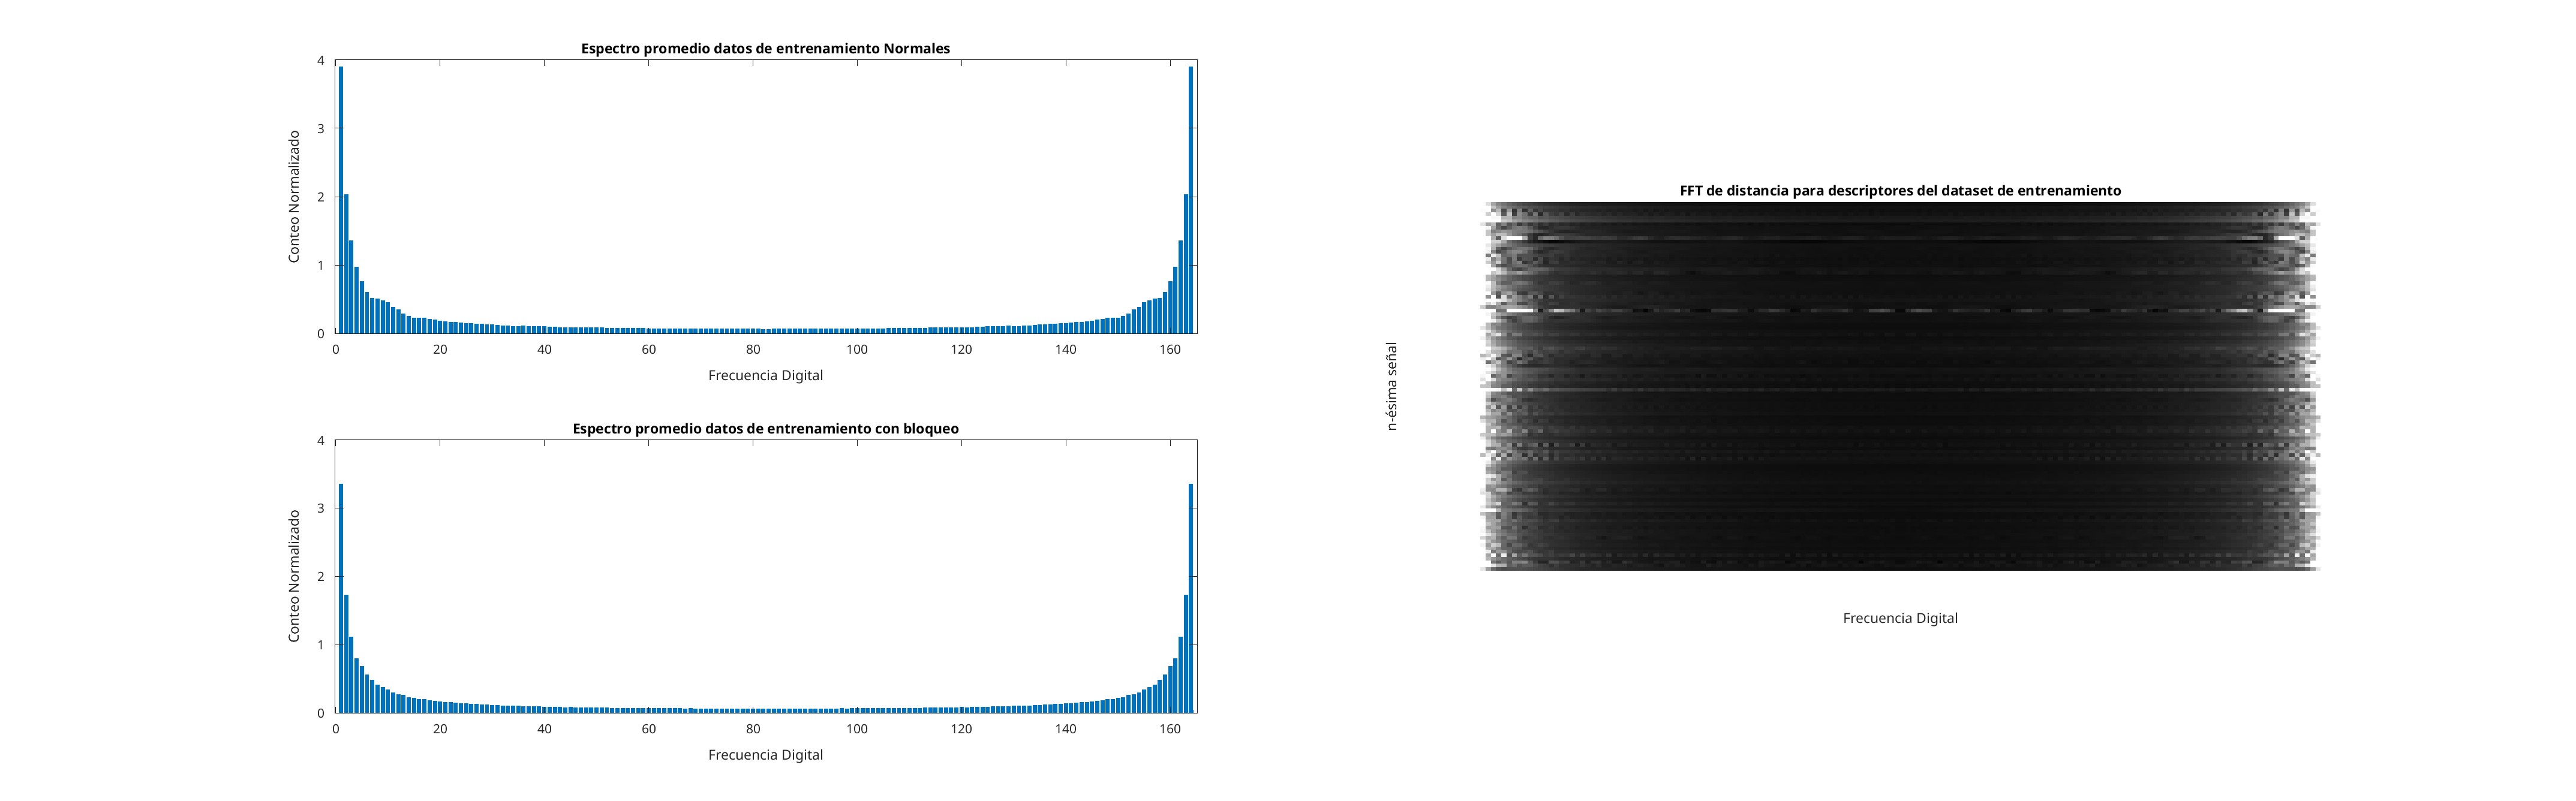 Espectro promedio datos de entrenamiento Normales
4
3
2
1
0
Conteo Normalizado
0 20 40 60 80 100 120 140 160
Frecuencia Digital
Espectro promedio datos de entrenamiento con bloqueo
4
3
2
1
0
Conteo Normalizado
0 20 40 60 80 100 120 140 160
Frecuencia Digital
FFT de distancia para descriptores del dataset de entrenamiento
n-ésima señal
Frecuencia Digital